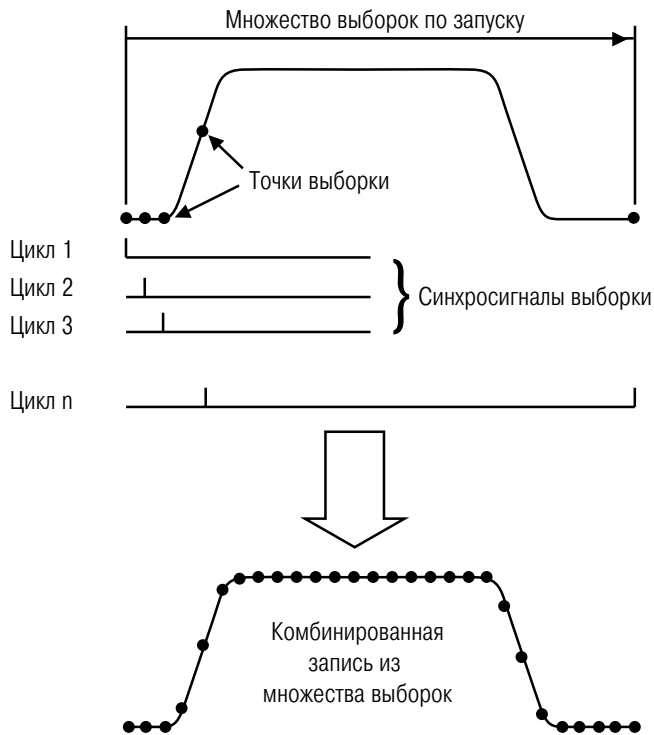 Множество выборок по запуску
Точки выборки
Цикл 1
Цикл 2
Синхросигналы выборки
Цикл 3
Цикл n
Комбинированная
запись из
множества выборок